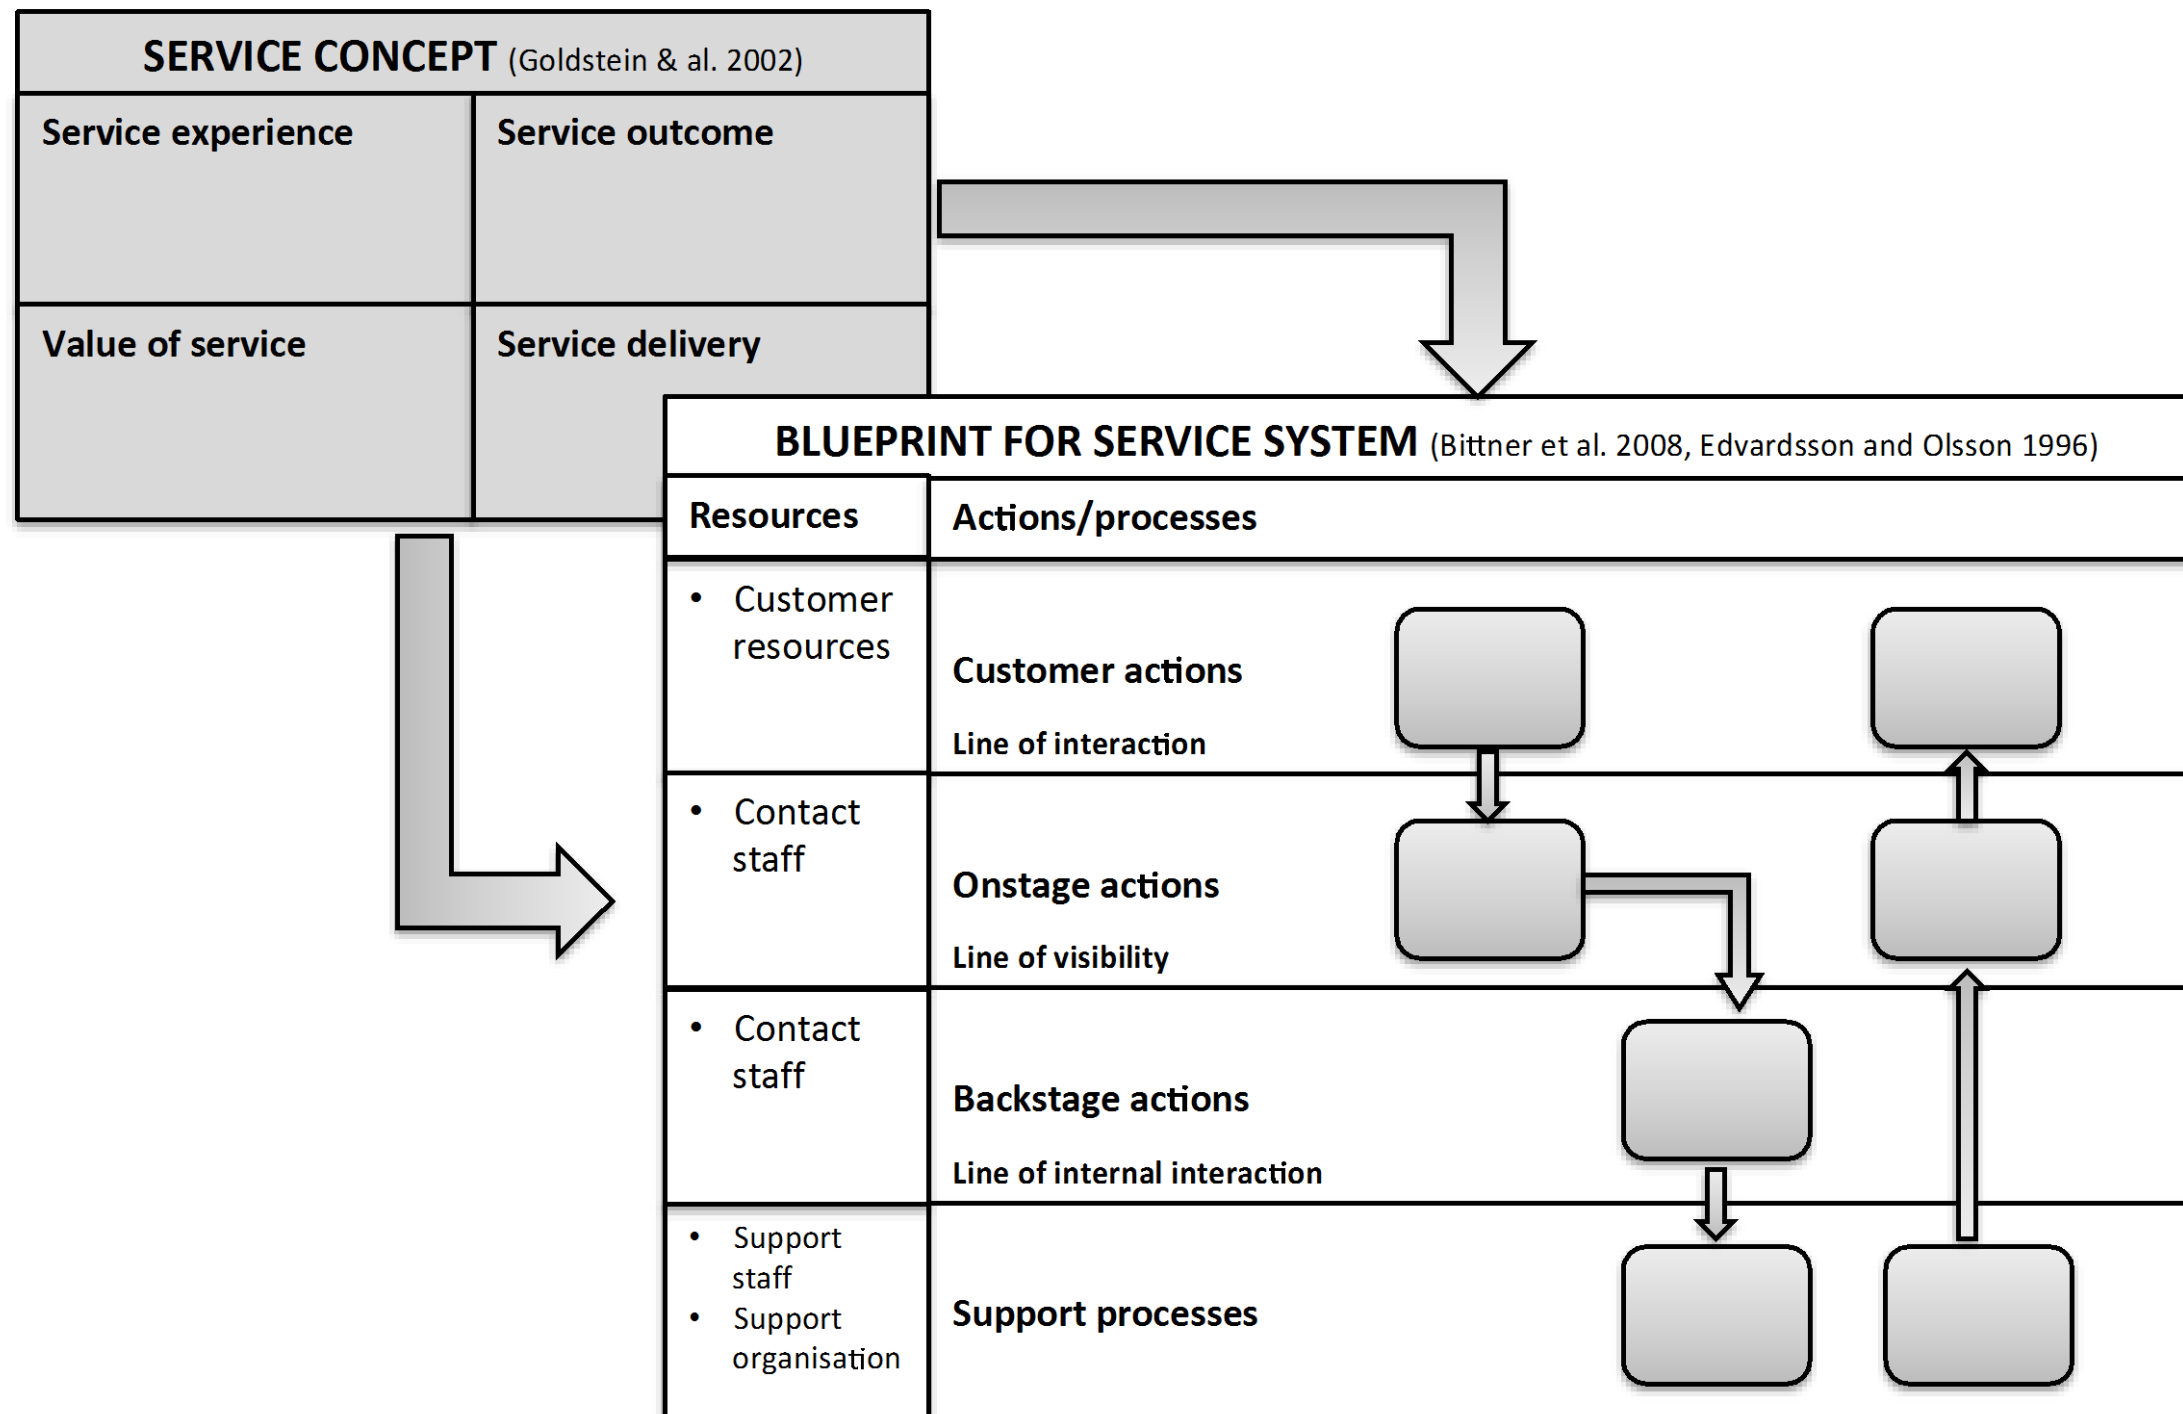 SERVICE CONCEPT (Goldstein & al. 2002)
Service experience
Service outcome
Value of service
Service delivery
BLUEPRINT FOR SERVICE SYSTEM (Bittner et al. 2008, Edvardsson and Olsson 1996)
Resources
Actions/processes
• Customer
resources
Customer actions
Line of interaction
• Contact
staff
Onstage actions
Line of visibility
• Contact
staff
Backstage actions
Line of internal interaction
• Support
staff
• Support
organisation
Support processes